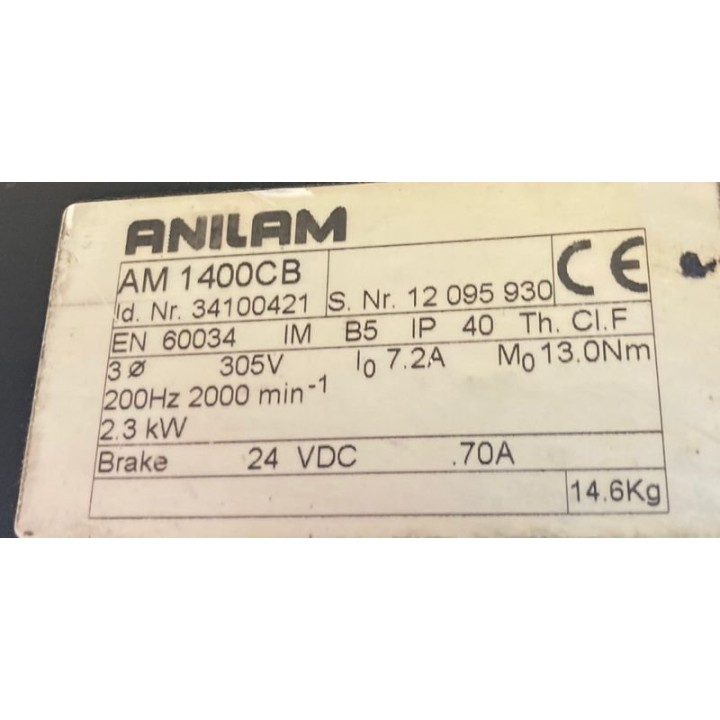 ANILAM
AM 1400CB
CE
Id. Nr. 34100421 S. Nr. 12 095 930
EN 60034 IM B5 IP 40 Th. Cl.F
3 Ø 305V I₀ 7.2A M₀ 13.0Nm
200Hz 2000 min⁻¹
2.3 kW
Brake 24 VDC .70A
14.6Kg